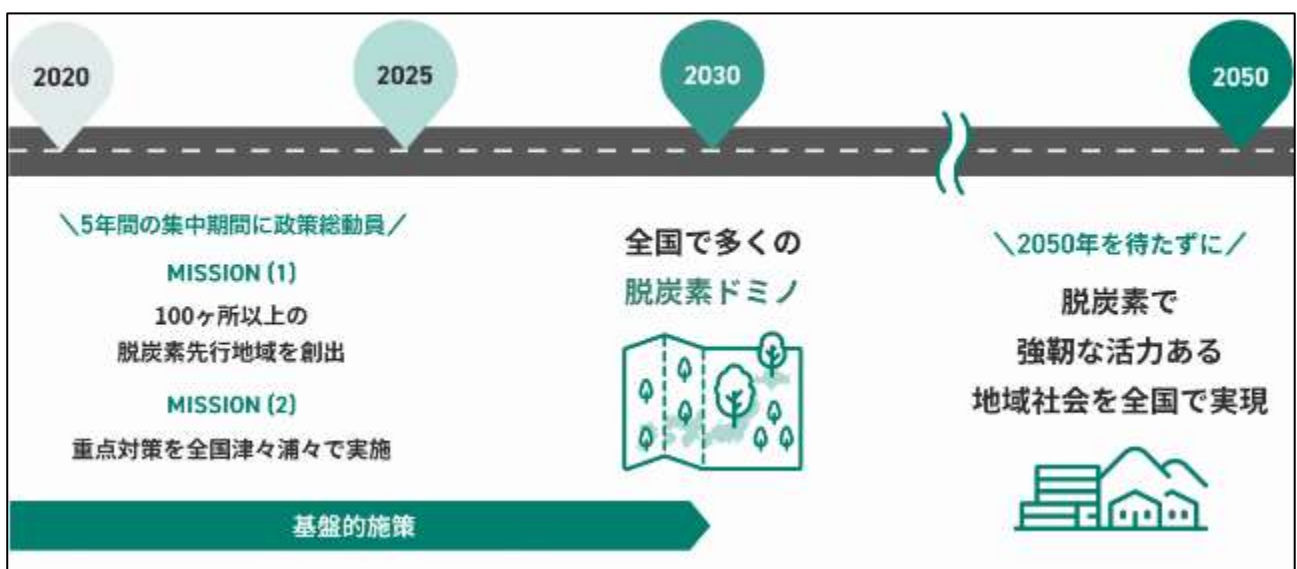 2020
2025
2030
2050
＼5年間の集中期間に政策総動員／
MISSION (1)
100ヶ所以上の
脱炭素先行地域を創出
MISSION (2)
重点対策を全国津々浦々で実施
基盤的施策
全国で多くの
脱炭素ドミノ
＼2050年を待たずに／
脱炭素で
強靭な活力ある
地域社会を全国で実現